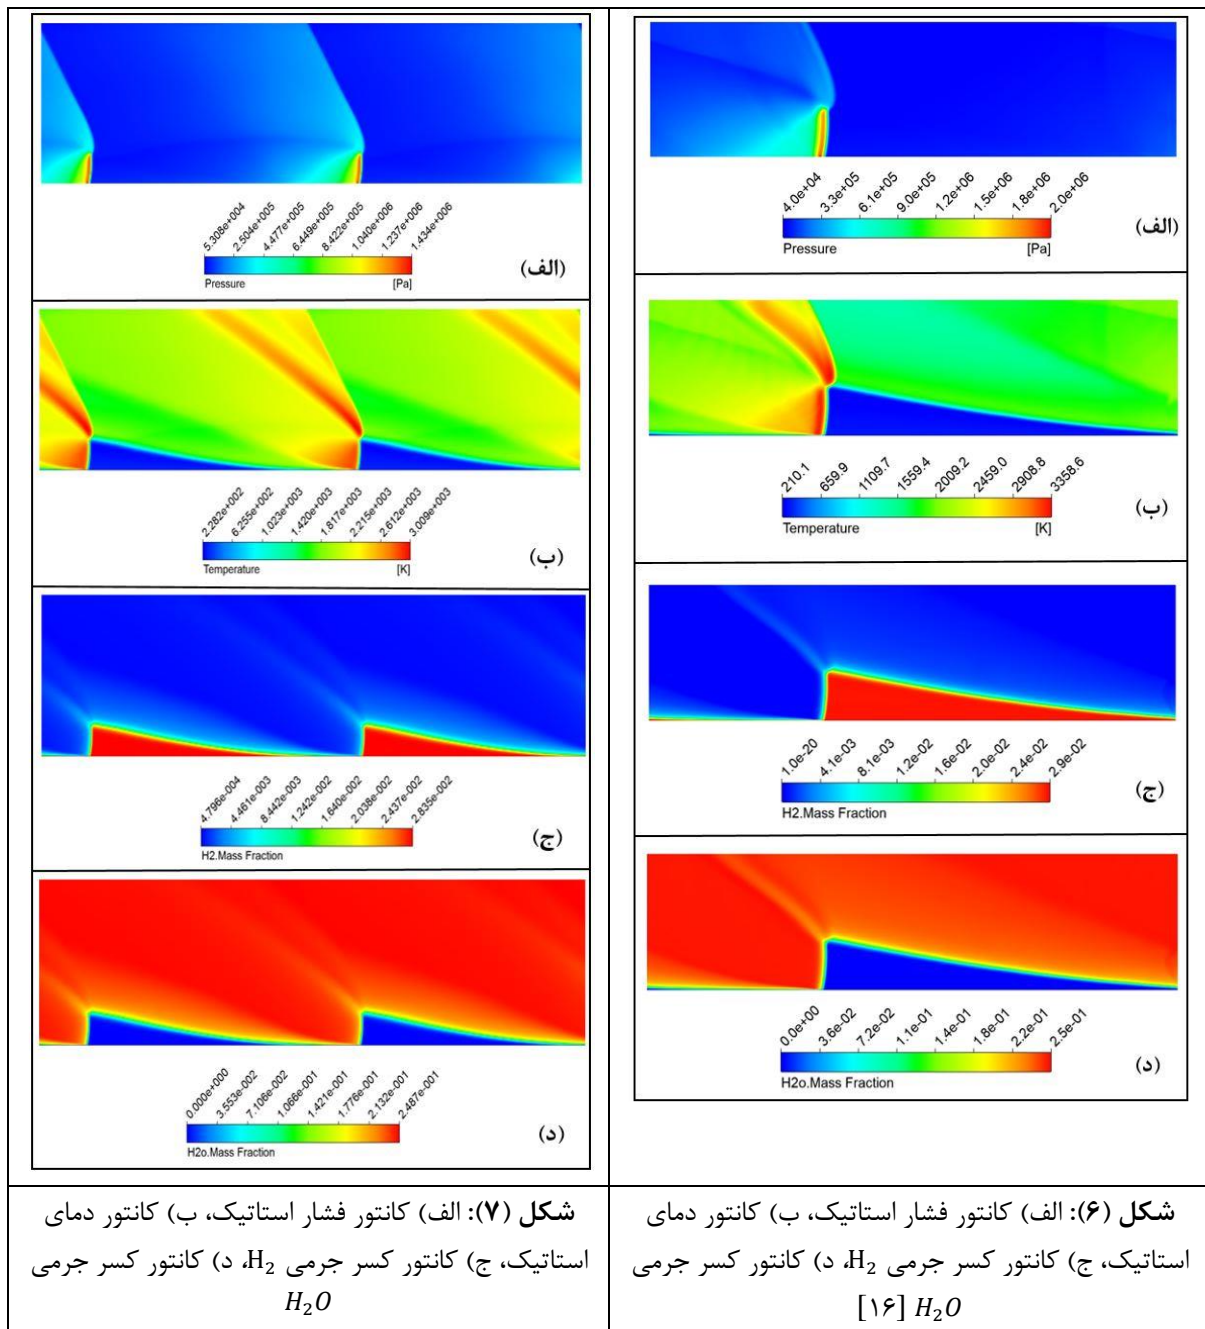 4.0e+04 3.3e+05 6.1e+05 9.0e+05 1.2e+06 1.5e+06 1.8e+06 2.0e+06
Pressure [Pa]
(الف)
210.1 659.9 1109.7 1559.4 2009.2 2459.0 2908.8 3358.6
Temperature [K]
(ب)
1.0e-20 4.1e-03 8.1e-03 1.2e-02 1.6e-02 2.0e-02 2.4e-02 2.9e-02
H2.Mass Fraction
(ج)
0.0e+00 3.6e-02 7.2e-02 1.1e-01 1.4e-01 1.8e-01 2.2e-01 2.5e-01
H2o.Mass Fraction
(د)
شکل (۶): الف) کانتور فشار استاتیک، ب) کانتور دمای
استاتیک، ج) کانتور کسر جرمی H₂، د) کانتور کسر جرمی
H₂O [۱۶]
5.308e+004 2.504e+005 4.477e+005 6.449e+005 8.422e+005 1.040e+006 1.237e+006 1.434e+006
Pressure [Pa]
(الف)
2.282e+002 6.255e+002 1.023e+003 1.420e+003 1.817e+003 2.215e+003 2.612e+003 3.009e+003
Temperature [K]
(ب)
4.796e-004 4.461e-003 8.442e-003 1.242e-002 1.640e-002 2.038e-002 2.437e-002 2.835e-002
H2.Mass Fraction
(ج)
0.000e+000 3.553e-002 7.106e-002 1.066e-001 1.421e-001 1.776e-001 2.132e-001 2.487e-001
H2o.Mass Fraction
(د)
شکل (۷): الف) کانتور فشار استاتیک، ب) کانتور دمای
استاتیک، ج) کانتور کسر جرمی H₂، د) کانتور کسر جرمی
H₂O